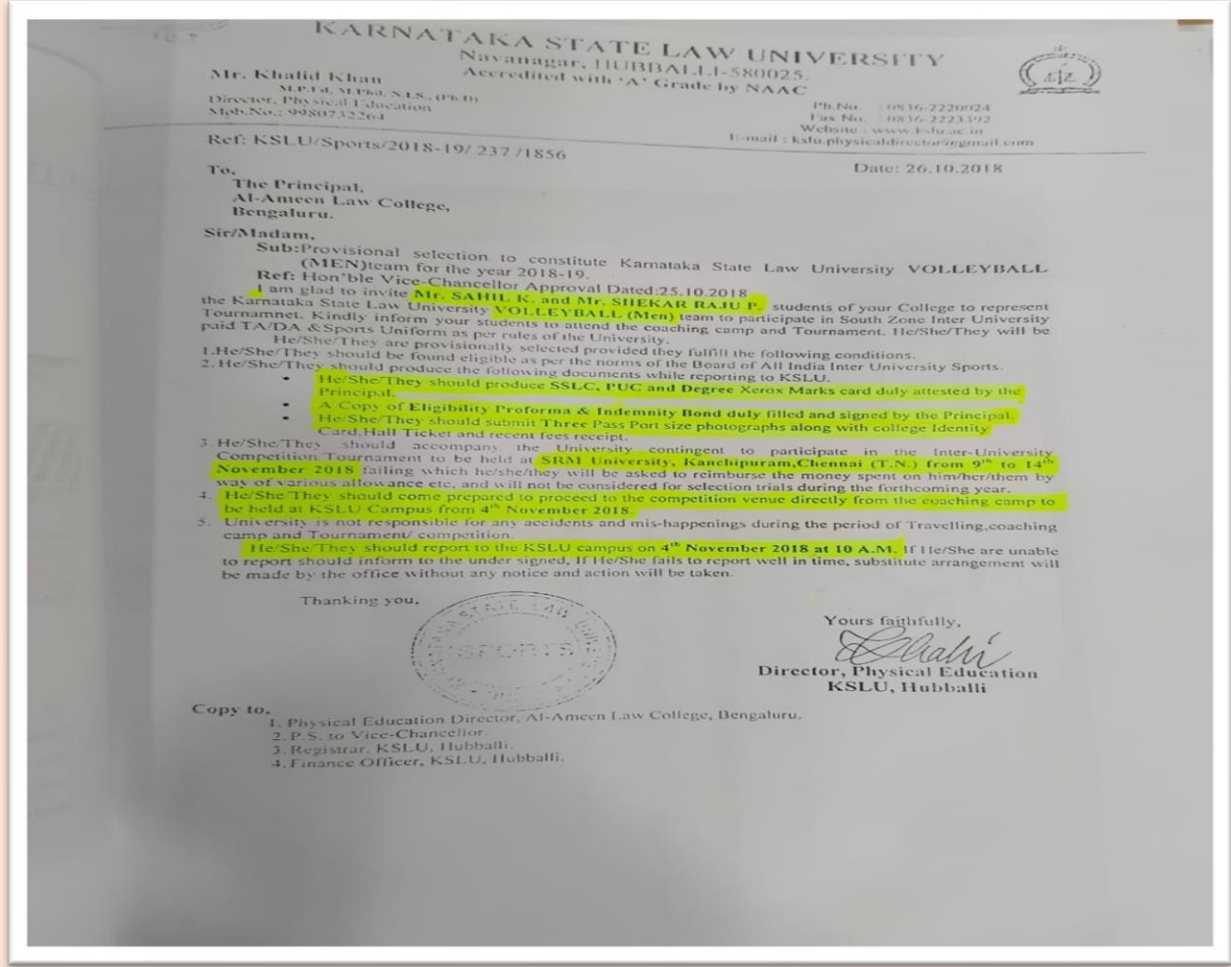 KARNATAKA STATE LAW UNIVERSITY
Navanagar, HUBBALLI-580025.
Accredited with 'A' Grade by NAAC
Mr. Khalid Khan
M.P.Ed, M.Phil, N.I.S., (Ph.D)
Director, Physical Education
Mob.No.: 9980732264
Ph.No. : 0836-2220024
Fax No. : 0836-2223392
Website : www.kslu.ac.in
E-mail : kslu.physicaldirector@gmail.com
Ref: KSLU/Sports/2018-19/ 237 /1856
Date: 26.10.2018
To,
The Principal,
Al-Ameen Law College,
Bengaluru.
Sir/Madam,
Sub:Provisional selection to constitute Karnataka State Law University VOLLEYBALL
(MEN)team for the year 2018-19.
Ref: Hon'ble Vice-Chancellor Approval Dated:25.10.2018
I am glad to invite Mr. SAHIL K. and Mr. SHEKAR RAJU P. students of your College to represent
the Karnataka State Law University VOLLEYBALL (Men) team to participate in South Zone Inter University
Tournamnet. Kindly inform your students to attend the coaching camp and Tournament. He/She/They will be
paid TA/DA &Sports Uniform as per rules of the University.
He/She/They are provisionally selected provided they fulfill the following conditions.
1.He/She/They should be found eligible as per the norms of the Board of All India Inter University Sports.
2.He/She/They should produce the following documents while reporting to KSLU.
• He/She/They should produce SSLC, PUC and Degree Xerox Marks card duly attested by the
Principal.
• A Copy of Eligibility Proforma & Indemnity Bond duly filled and signed by the Principal.
• He/She/They should submit Three Pass Port size photographs along with college Identity
Card,Hall Ticket and recent fees receipt.
3.He/She/They should accompany the University contingent to participate in the Inter-University
Competition/Tournament to be held at SRM University, Kanchipuram,Chennai (T.N.) from 9th to 14th
November 2018 failing which he/she/they will be asked to reimburse the money spent on him/her/them by
way of various allowance etc, and will not be considered for selection trials during the forthcoming year.
4. He/She/They should come prepared to proceed to the competition venue directly from the coaching camp to
be held at KSLU Campus from 4th November 2018.
5. University is not responsible for any accidents and mis-happenings during the period of Travelling,coaching
camp and Tournament/ competition.
He/She/They should report to the KSLU campus on 4th November 2018 at 10 A.M. If He/She are unable
to report should inform to the under signed, If He/She fails to report well in time, substitute arrangement will
be made by the office without any notice and action will be taken.
Thanking you,
SPORTS
Yours faithfully,
Director, Physical Education
KSLU, Hubballi
Copy to,
1. Physical Education Director, Al-Ameen Law College, Bengaluru.
2.P.S. to Vice-Chancellor.
3.Registrar, KSLU, Hubballi.
4.Finance Officer, KSLU, Hubballi.